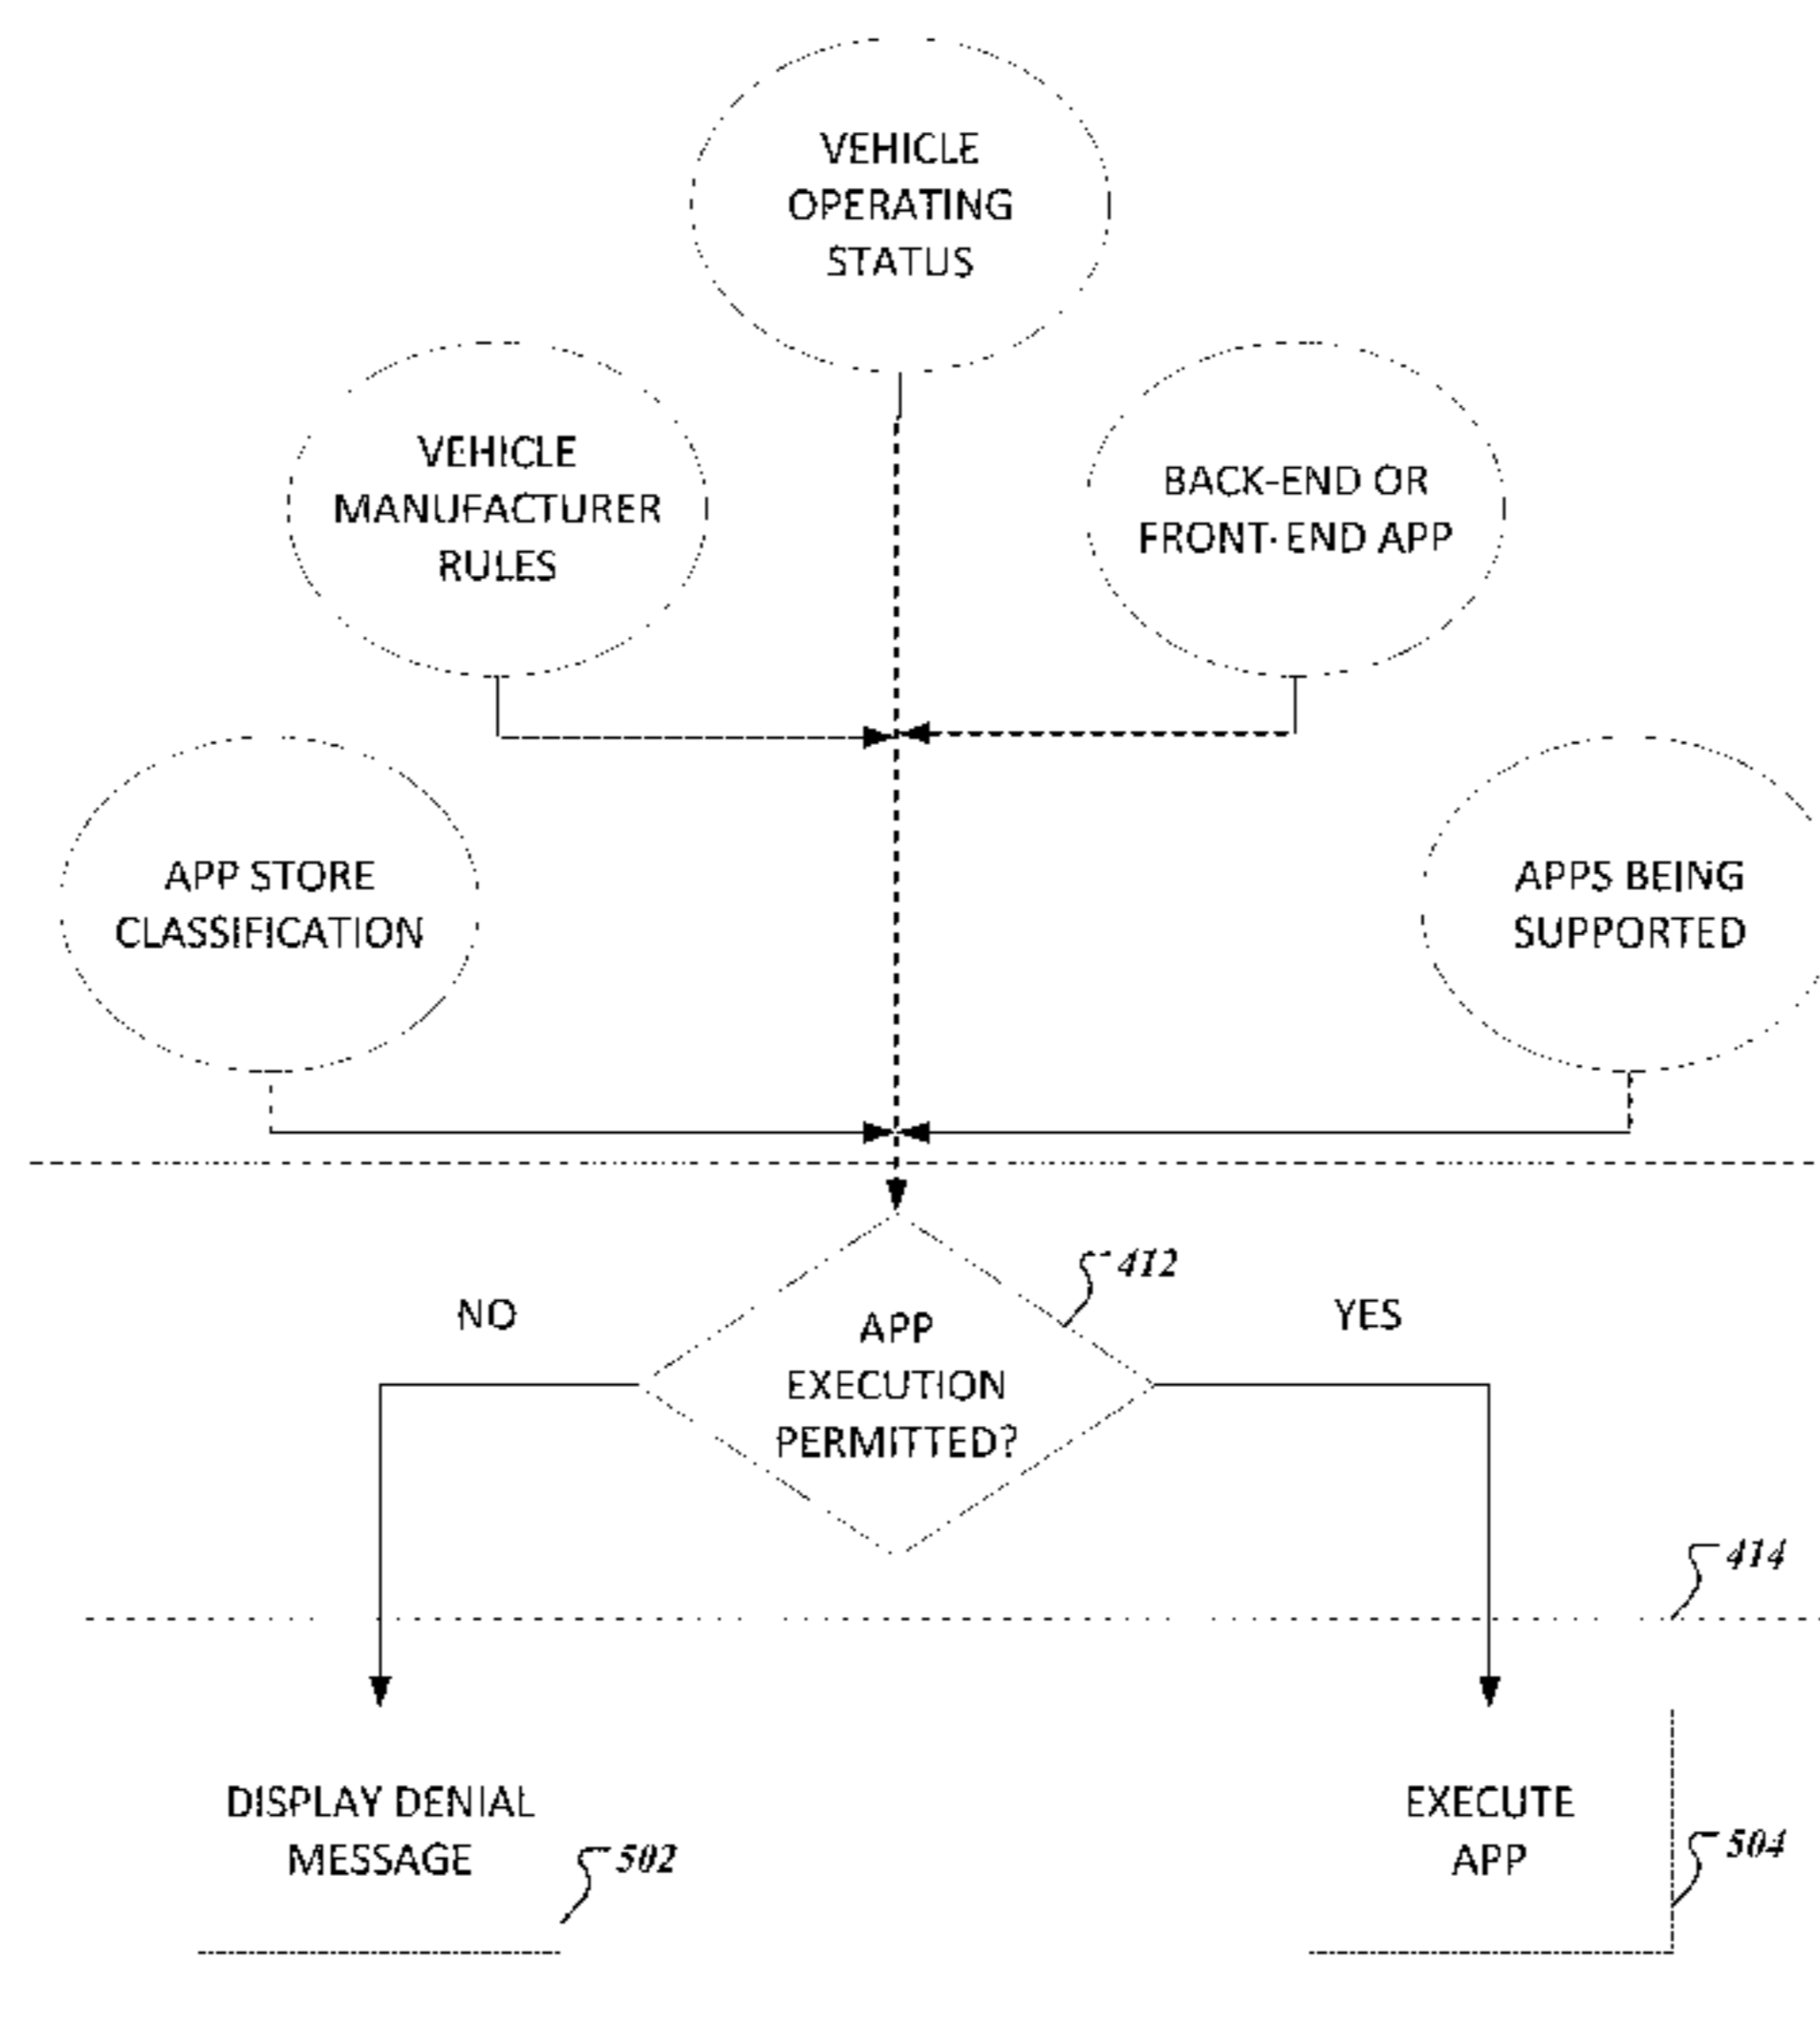 VEHICLE
OPERATING
STATUS
VEHICLE
MANUFACTURER
RULES
BACK-END OR
FRONT-END APP
APP STORE
CLASSIFICATION
APPS BEING
SUPPORTED
412
NO
YES
APP
EXECUTION
PERMITTED?
414
DISPLAY DENIAL
MESSAGE
502
EXECUTE
APP
504